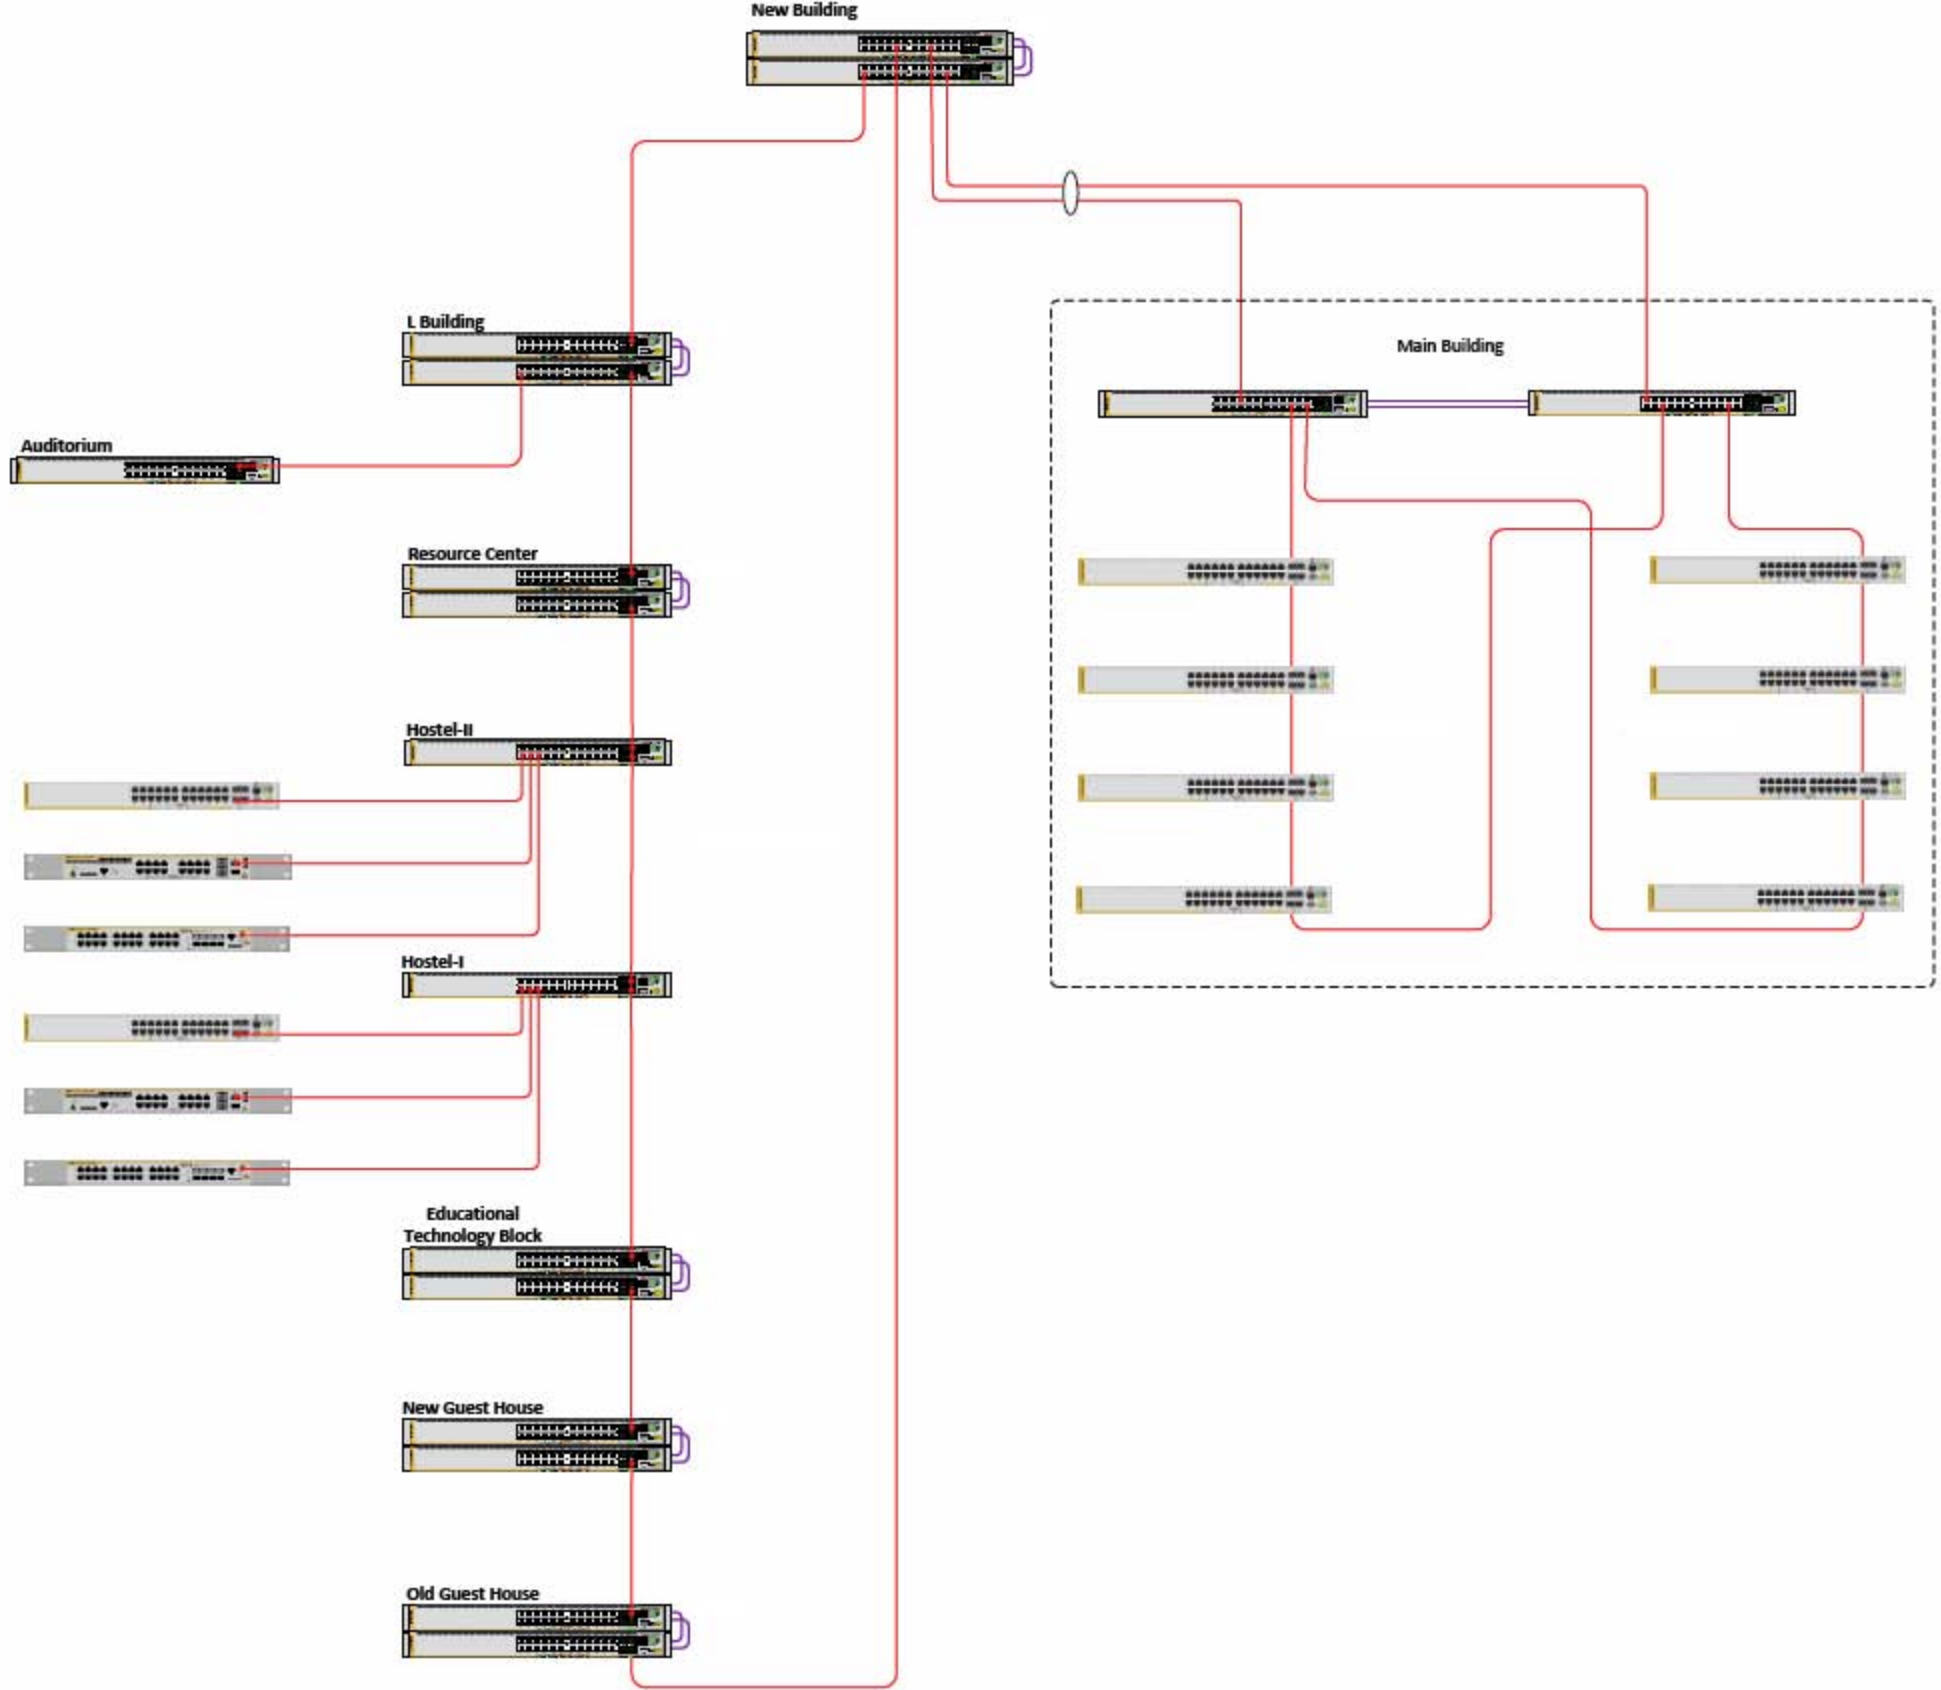 New Building
L Building
Main Building
Auditorium
Resource Center
Hostel-II
Hostel-I
Educational
Technology Block
New Guest House
Old Guest House